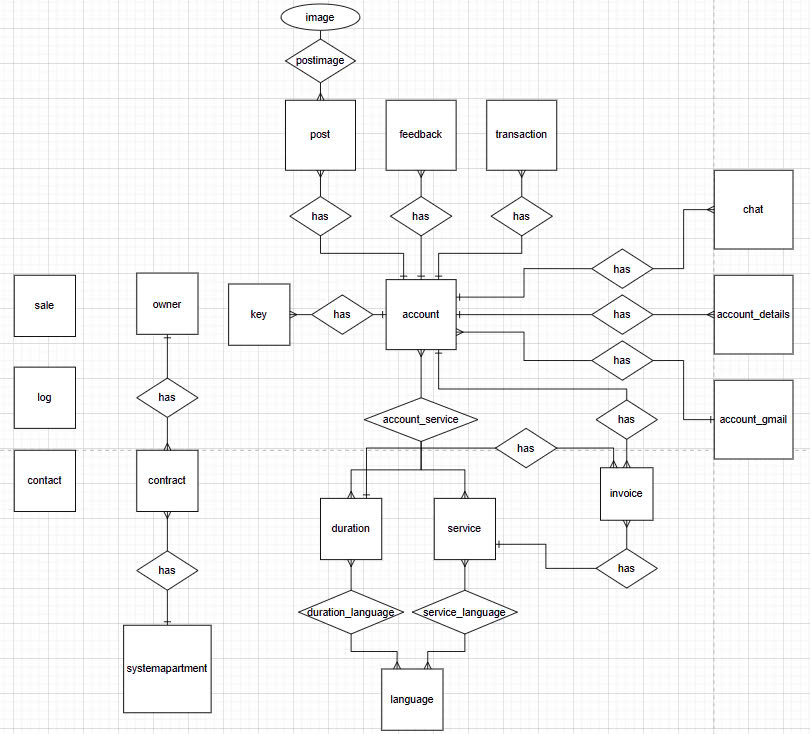 image
postimage
post
feedback
transaction
chat
has
has
has
has
sale
owner
key
has
account
has
account_details
has
log
has
account_service
has
account_gmail
has
contact
contract
invoice
duration
service
has
has
duration_language
service_language
systemapartment
language